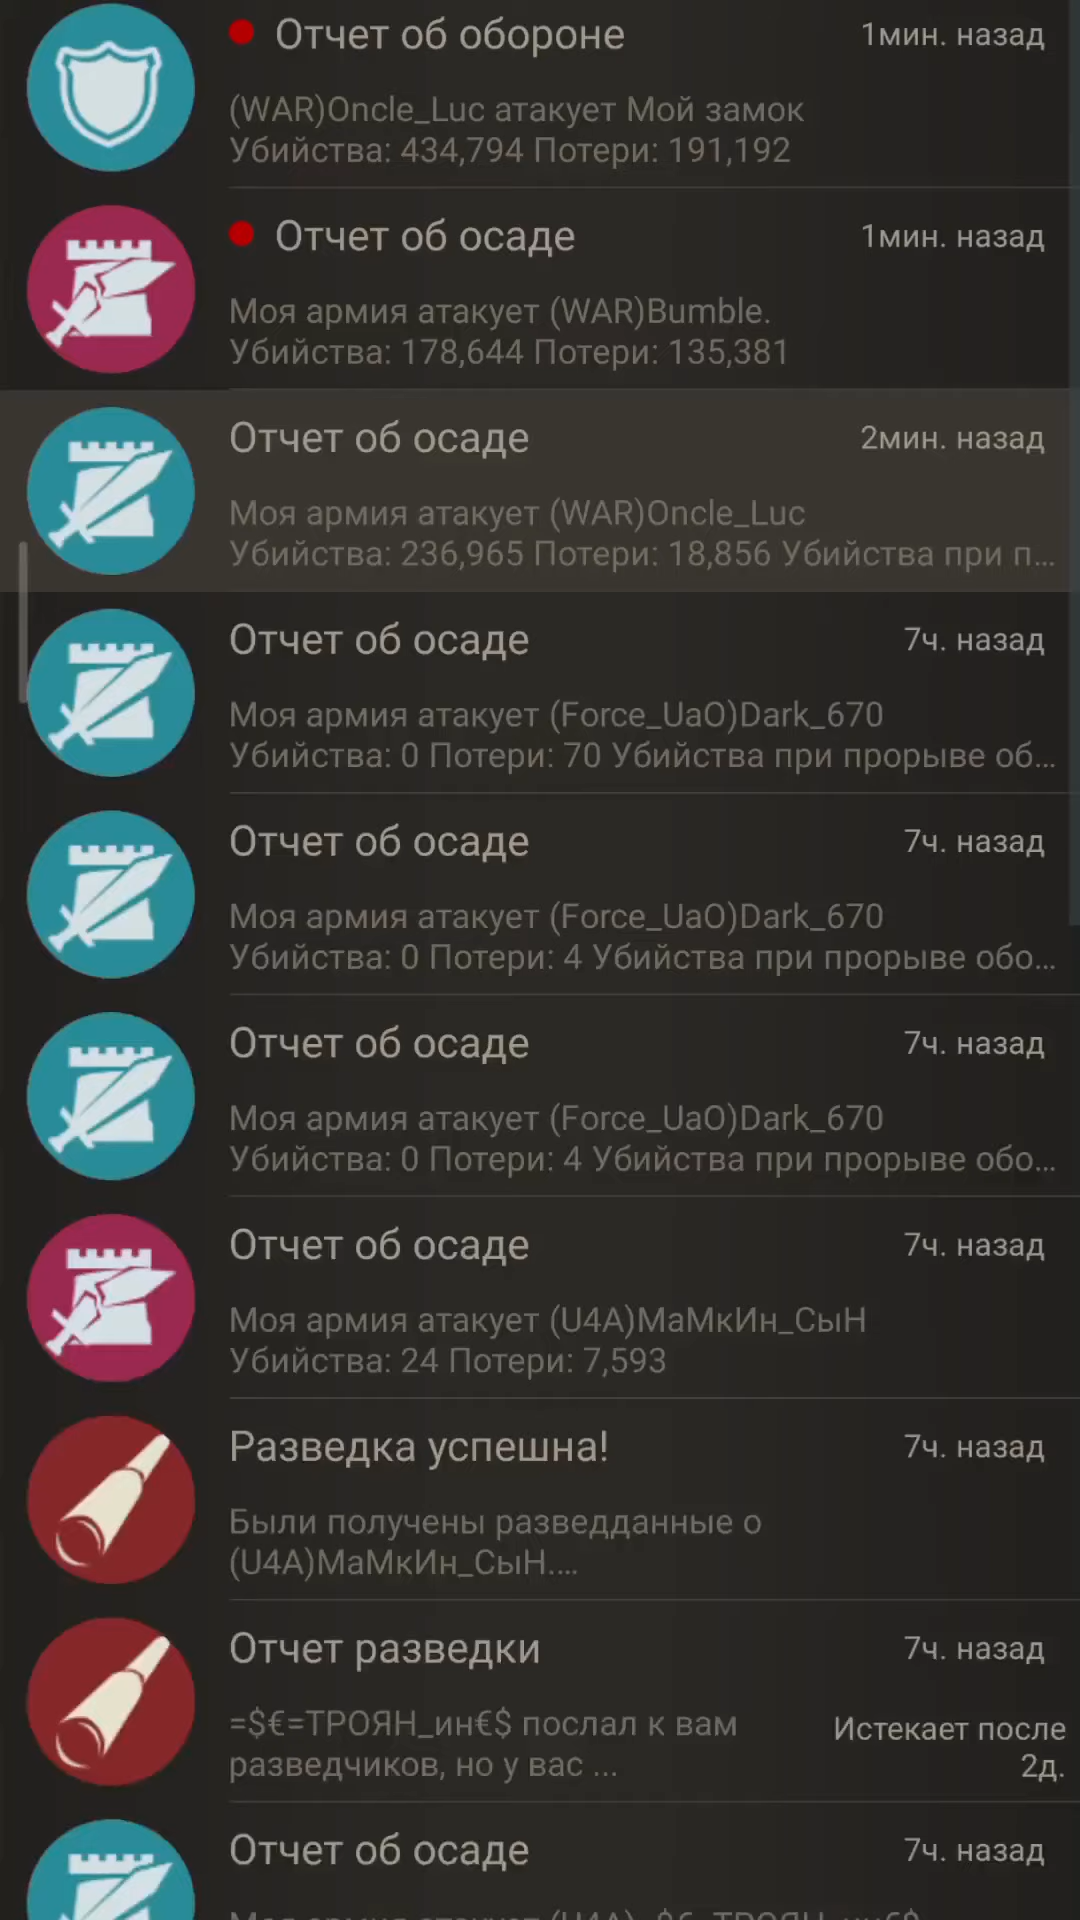 Отчет об обороне
1мин. назад
(WAR)Oncle_Luc атакует Мой замок
Убийства: 434,794 Потери: 191,192
Отчет об осаде
1мин. назад
Моя армия атакует (WAR)Bumble.
Убийства: 178,644 Потери: 135,381
Отчет об осаде
2мин. назад
Моя армия атакует (WAR)Oncle_Luc
Убийства: 236,965 Потери: 18,856 Убийства при п...
Отчет об осаде
7ч. назад
Моя армия атакует (Force_UaO)Dark_670
Убийства: 0 Потери: 70 Убийства при прорыве об...
Отчет об осаде
7ч. назад
Моя армия атакует (Force_UaO)Dark_670
Убийства: 0 Потери: 4 Убийства при прорыве обо...
Отчет об осаде
7ч. назад
Моя армия атакует (Force_UaO)Dark_670
Убийства: 0 Потери: 4 Убийства при прорыве обо...
Отчет об осаде
7ч. назад
Моя армия атакует (U4A)МаМкИн_СыН
Убийства: 24 Потери: 7,593
Разведка успешна!
7ч. назад
Были получены разведданные о
(U4A)МаМкИн_СыН....
Отчет разведки
7ч. назад
=$€=ТРОЯН_ин€$ послал к вам
разведчиков, но у вас ...
Истекает после
2д.
Отчет об осаде
7ч. назад